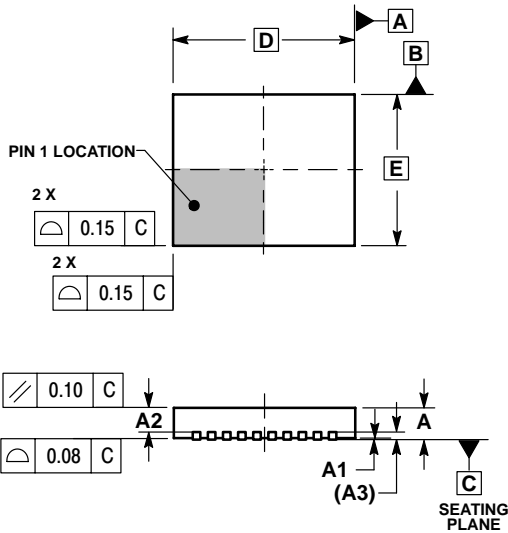 D
A
B
PIN 1 LOCATION
E
2 X
⌓ 0.15 C
2 X
⌓ 0.15 C
⫽ 0.10 C
A2
A
⌓ 0.08 C
A1
(A3)
C
SEATING
PLANE